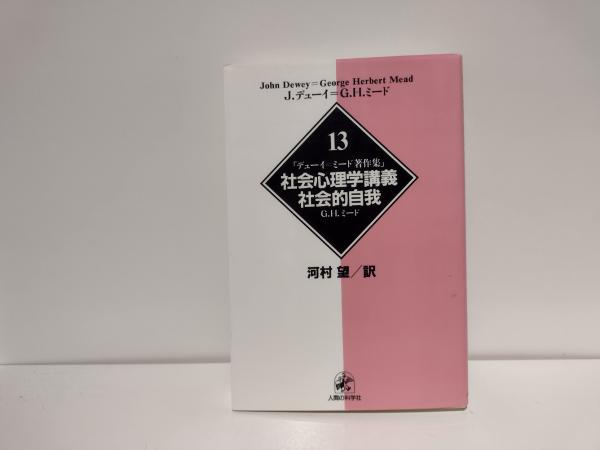 John Dewey=George Herbert Mead
J.デューイ=G.H.ミード
13
「デューイ=ミード著作集」
社会心理学講義
社会的自我
G.H.ミード
河村 望／訳
人間の科学社